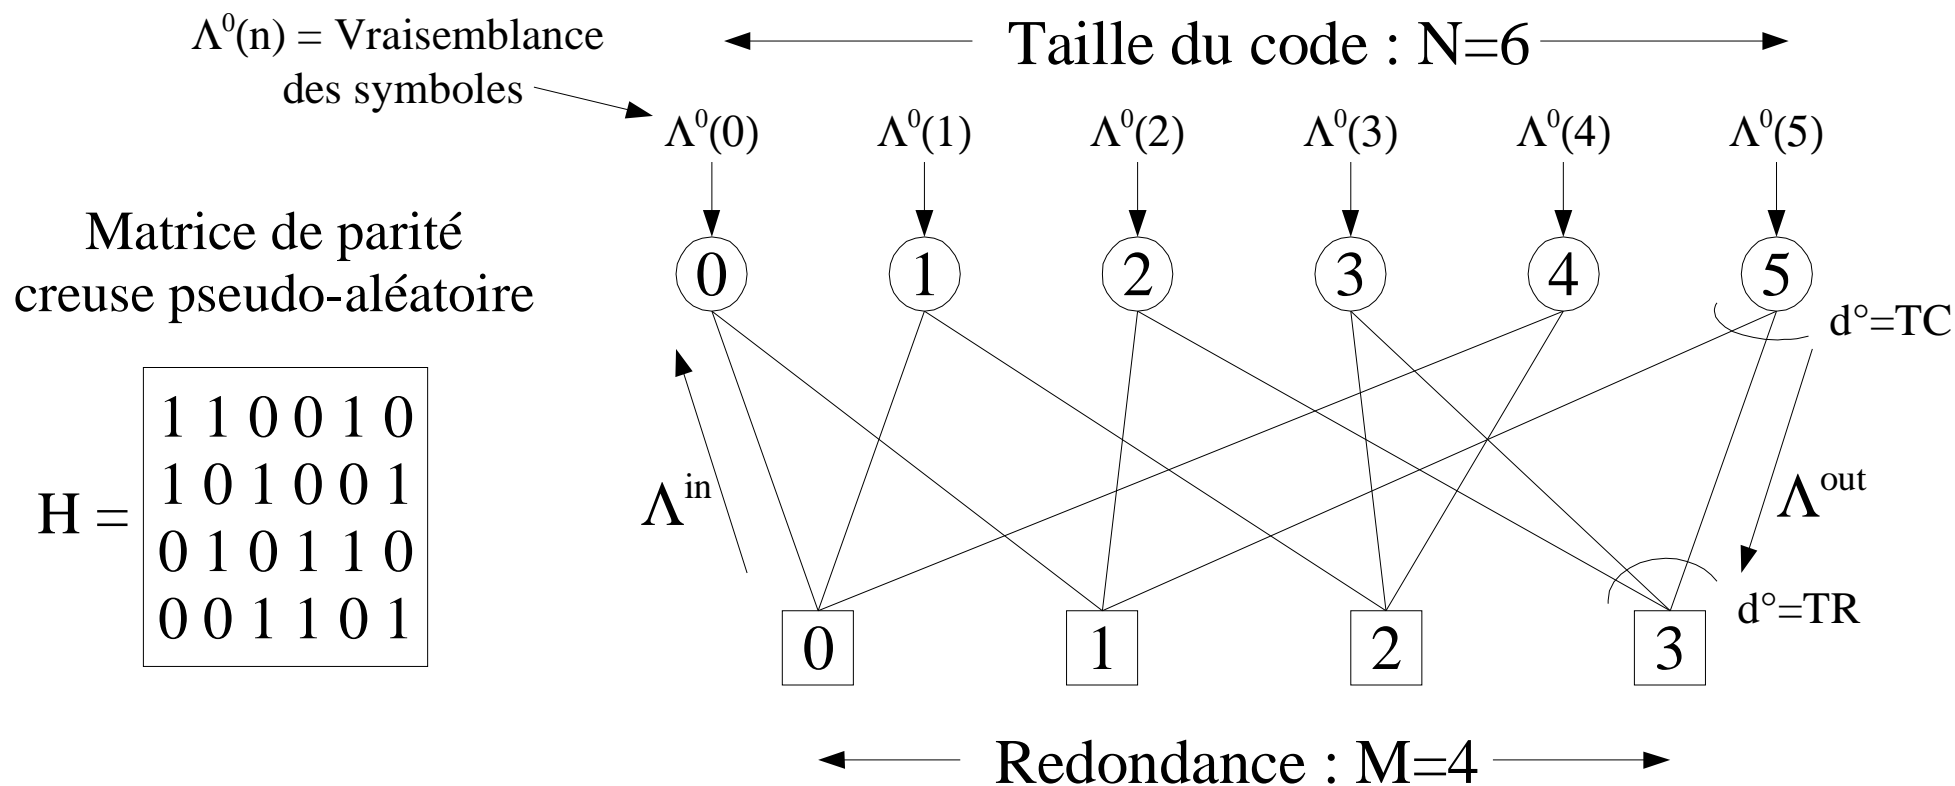 Λ⁰(n) = Vraisemblance
des symboles
Taille du code : N=6
Λ⁰(0) Λ⁰(1) Λ⁰(2) Λ⁰(3) Λ⁰(4) Λ⁰(5)
Matrice de parité
creuse pseudo-aléatoire
0 1 2 3 4 5
d°=TC
H =
1 1 0 0 1 0
1 0 1 0 0 1
0 1 0 1 1 0
0 0 1 1 0 1
Λⁱⁿ
Λᵒᵘᵗ
d°=TR
0 1 2 3
Redondance : M=4